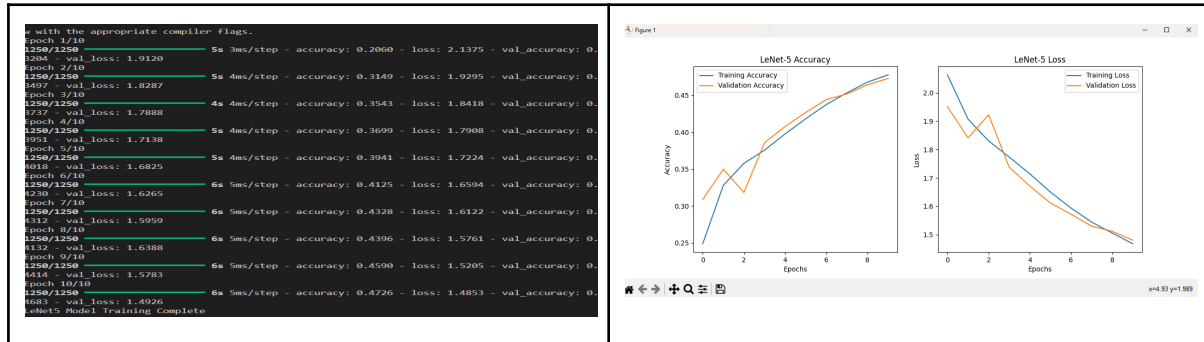 w with the appropriate compiler flags.
Epoch 1/10
1250/1250 5s 3ms/step - accuracy: 0.2060 - loss: 2.1375 - val_accuracy: 0.
3204 - val_loss: 1.9120
Epoch 2/10
1250/1250 5s 4ms/step - accuracy: 0.3149 - loss: 1.9295 - val_accuracy: 0.
3497 - val_loss: 1.8287
Epoch 3/10
1250/1250 4s 4ms/step - accuracy: 0.3543 - loss: 1.8418 - val_accuracy: 0.
3737 - val_loss: 1.7888
Epoch 4/10
1250/1250 5s 4ms/step - accuracy: 0.3699 - loss: 1.7908 - val_accuracy: 0.
3951 - val_loss: 1.7138
Epoch 5/10
1250/1250 5s 4ms/step - accuracy: 0.3941 - loss: 1.7224 - val_accuracy: 0.
4018 - val_loss: 1.6825
Epoch 6/10
1250/1250 6s 5ms/step - accuracy: 0.4125 - loss: 1.6594 - val_accuracy: 0.
4230 - val_loss: 1.6265
Epoch 7/10
1250/1250 6s 5ms/step - accuracy: 0.4328 - loss: 1.6122 - val_accuracy: 0.
4312 - val_loss: 1.5959
Epoch 8/10
1250/1250 6s 5ms/step - accuracy: 0.4396 - loss: 1.5761 - val_accuracy: 0.
4132 - val_loss: 1.6388
Epoch 9/10
1250/1250 6s 5ms/step - accuracy: 0.4590 - loss: 1.5205 - val_accuracy: 0.
4414 - val_loss: 1.5783
Epoch 10/10
1250/1250 6s 5ms/step - accuracy: 0.4726 - loss: 1.4853 - val_accuracy: 0.
4683 - val_loss: 1.4926
LeNet5 Model Training Complete
Figure 1
LeNet-5 Accuracy
Training Accuracy
Validation Accuracy
0.45
0.40
0.35
0.30
0.25
Accuracy
0 2 4 6 8
Epochs
LeNet-5 Loss
Training Loss
Validation Loss
2.0
1.9
1.8
1.7
1.6
1.5
Loss
0 2 4 6 8
Epochs
x=4.93 y=1.989